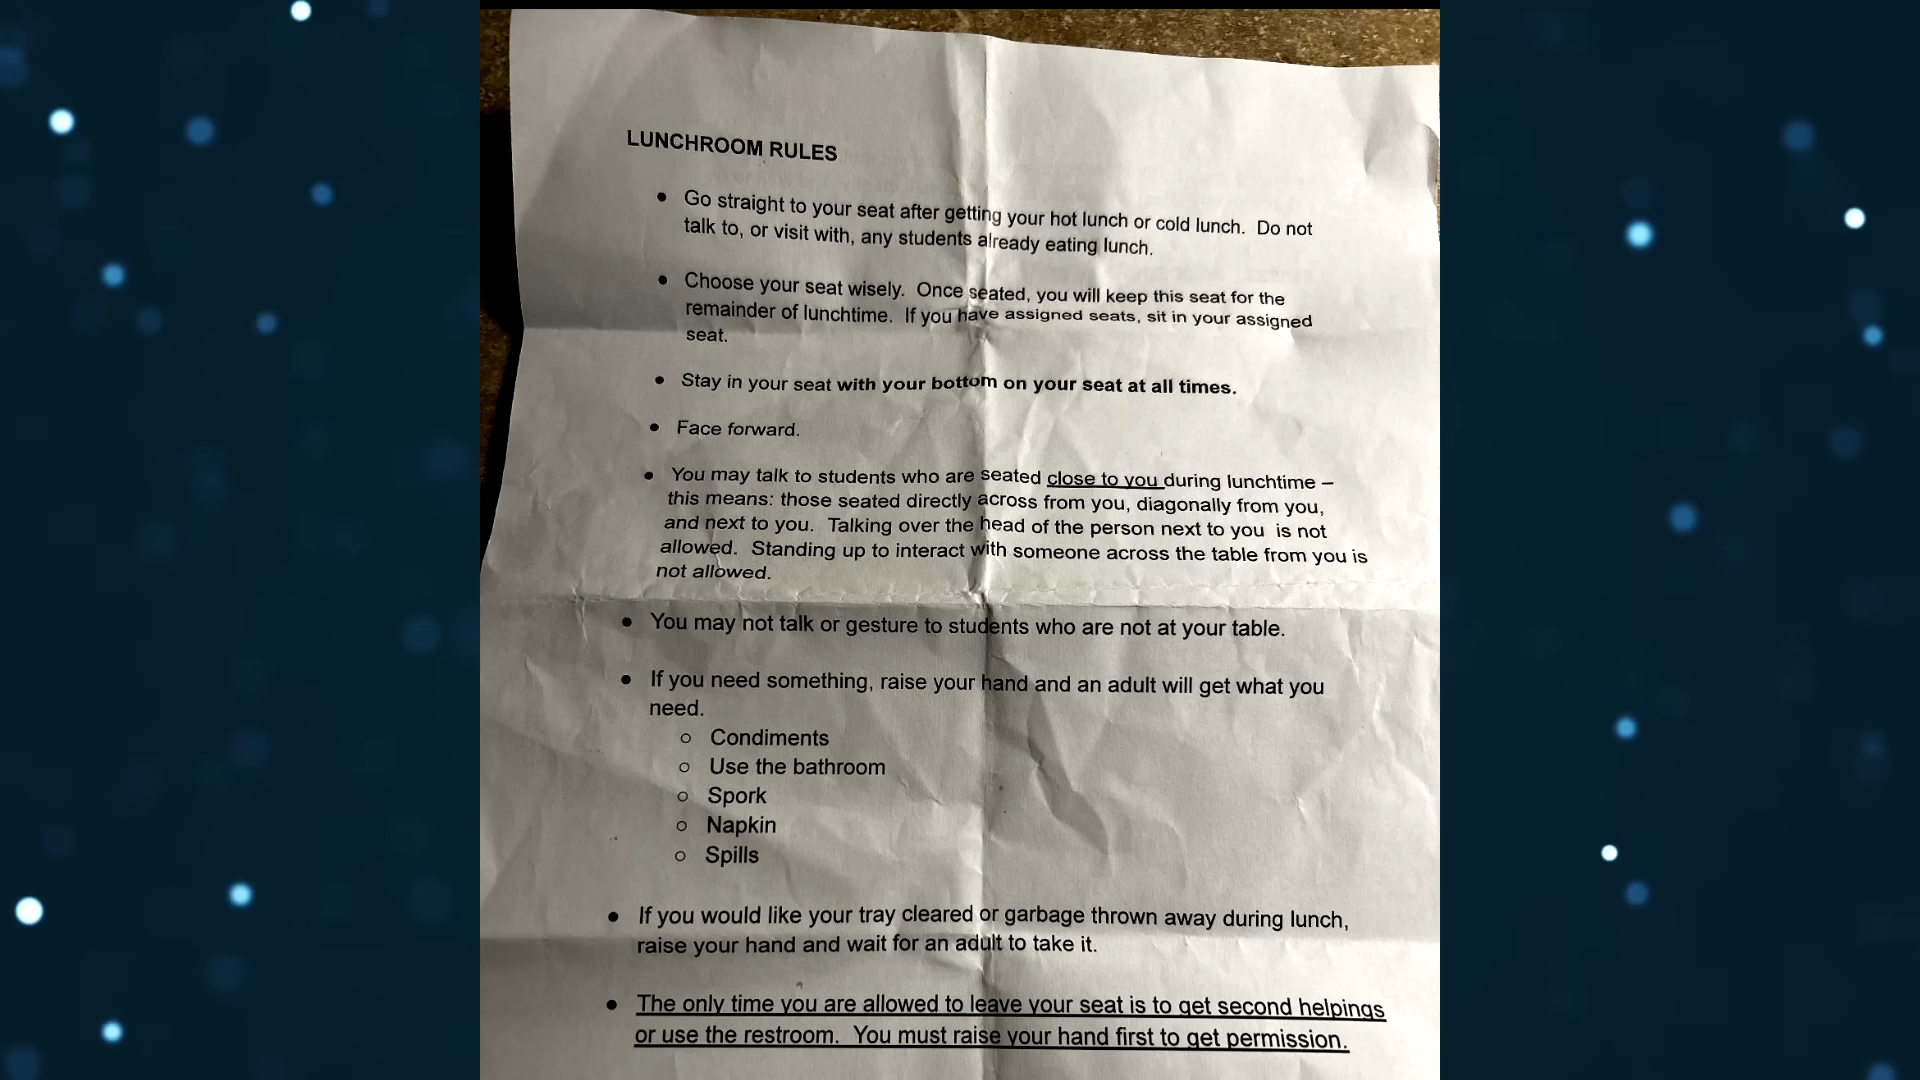 LUNCHROOM RULES
• Go straight to your seat after getting your hot lunch or cold lunch. Do not
talk to, or visit with, any students already eating lunch.
• Choose your seat wisely. Once seated, you will keep this seat for the
remainder of lunchtime. If you have assigned seats, sit in your assigned
seat.
• Stay in your seat with your bottom on your seat at all times.
• Face forward.
• You may talk to students who are seated close to you during lunchtime –
this means: those seated directly across from you, diagonally from you,
and next to you. Talking over the head of the person next to you is not
allowed. Standing up to interact with someone across the table from you is
not allowed.
• You may not talk or gesture to students who are not at your table.
• If you need something, raise your hand and an adult will get what you
need.
○ Condiments
○ Use the bathroom
○ Spork
○ Napkin
○ Spills
• If you would like your tray cleared or garbage thrown away during lunch,
raise your hand and wait for an adult to take it.
• The only time you are allowed to leave your seat is to get second helpings
or use the restroom. You must raise your hand first to get permission.